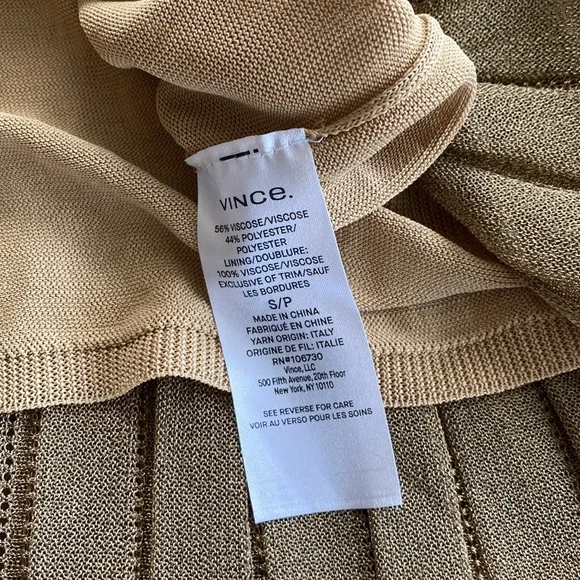 VINCE.
56% VISCOSE/VISCOSE
44% POLYESTER/
POLYESTER
LINING/DOUBLURE:
100% VISCOSE/VISCOSE
EXCLUSIVE OF TRIM/SAUF
LES BORDURES
S/P
MADE IN CHINA
FABRIQUÉ EN CHINE
YARN ORIGIN: ITALY
ORIGINE DE FIL: ITALIE
RN#106730
Vince, LLC
500 Fifth Avenue, 20th Floor
New York, NY 10110
SEE REVERSE FOR CARE
VOIR AU VERSO POUR LES SOINS